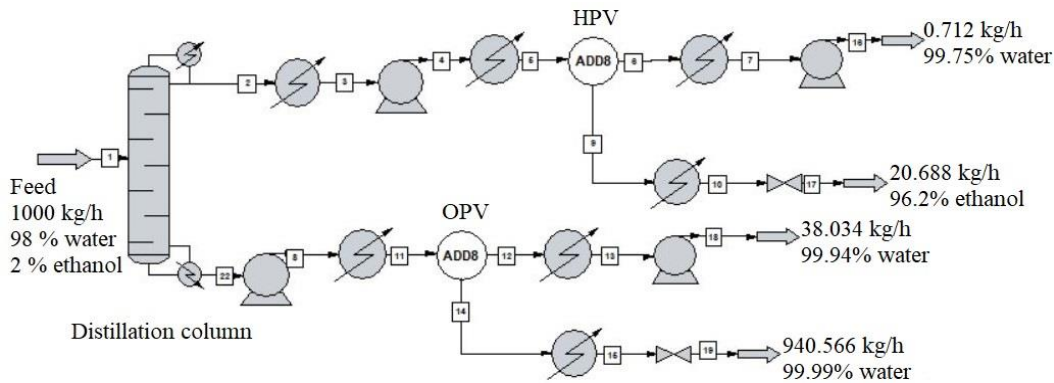 HPV
ADD8
0.712 kg/h
99.75% water
1
2
3
4
5
6
7
16
9
10
17
20.688 kg/h
96.2% ethanol
Feed
1000 kg/h
98 % water
2 % ethanol
OPV
ADD8
22
8
11
12
13
18
38.034 kg/h
99.94% water
14
15
19
940.566 kg/h
99.99% water
Distillation column